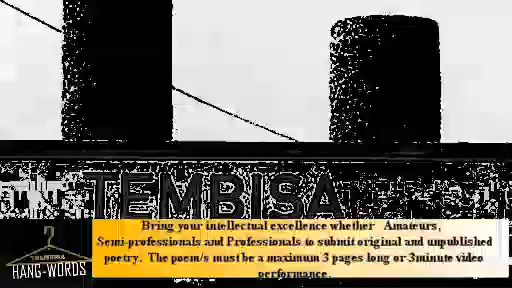 TEMBISA
Bring your intellectual excellence whether Amateurs,
Semi-professionals and Professionals to submit original and unpublished
poetry. The poem/s must be a maximum 3 pages long or 3minute video
performance.
HANG-WORDS